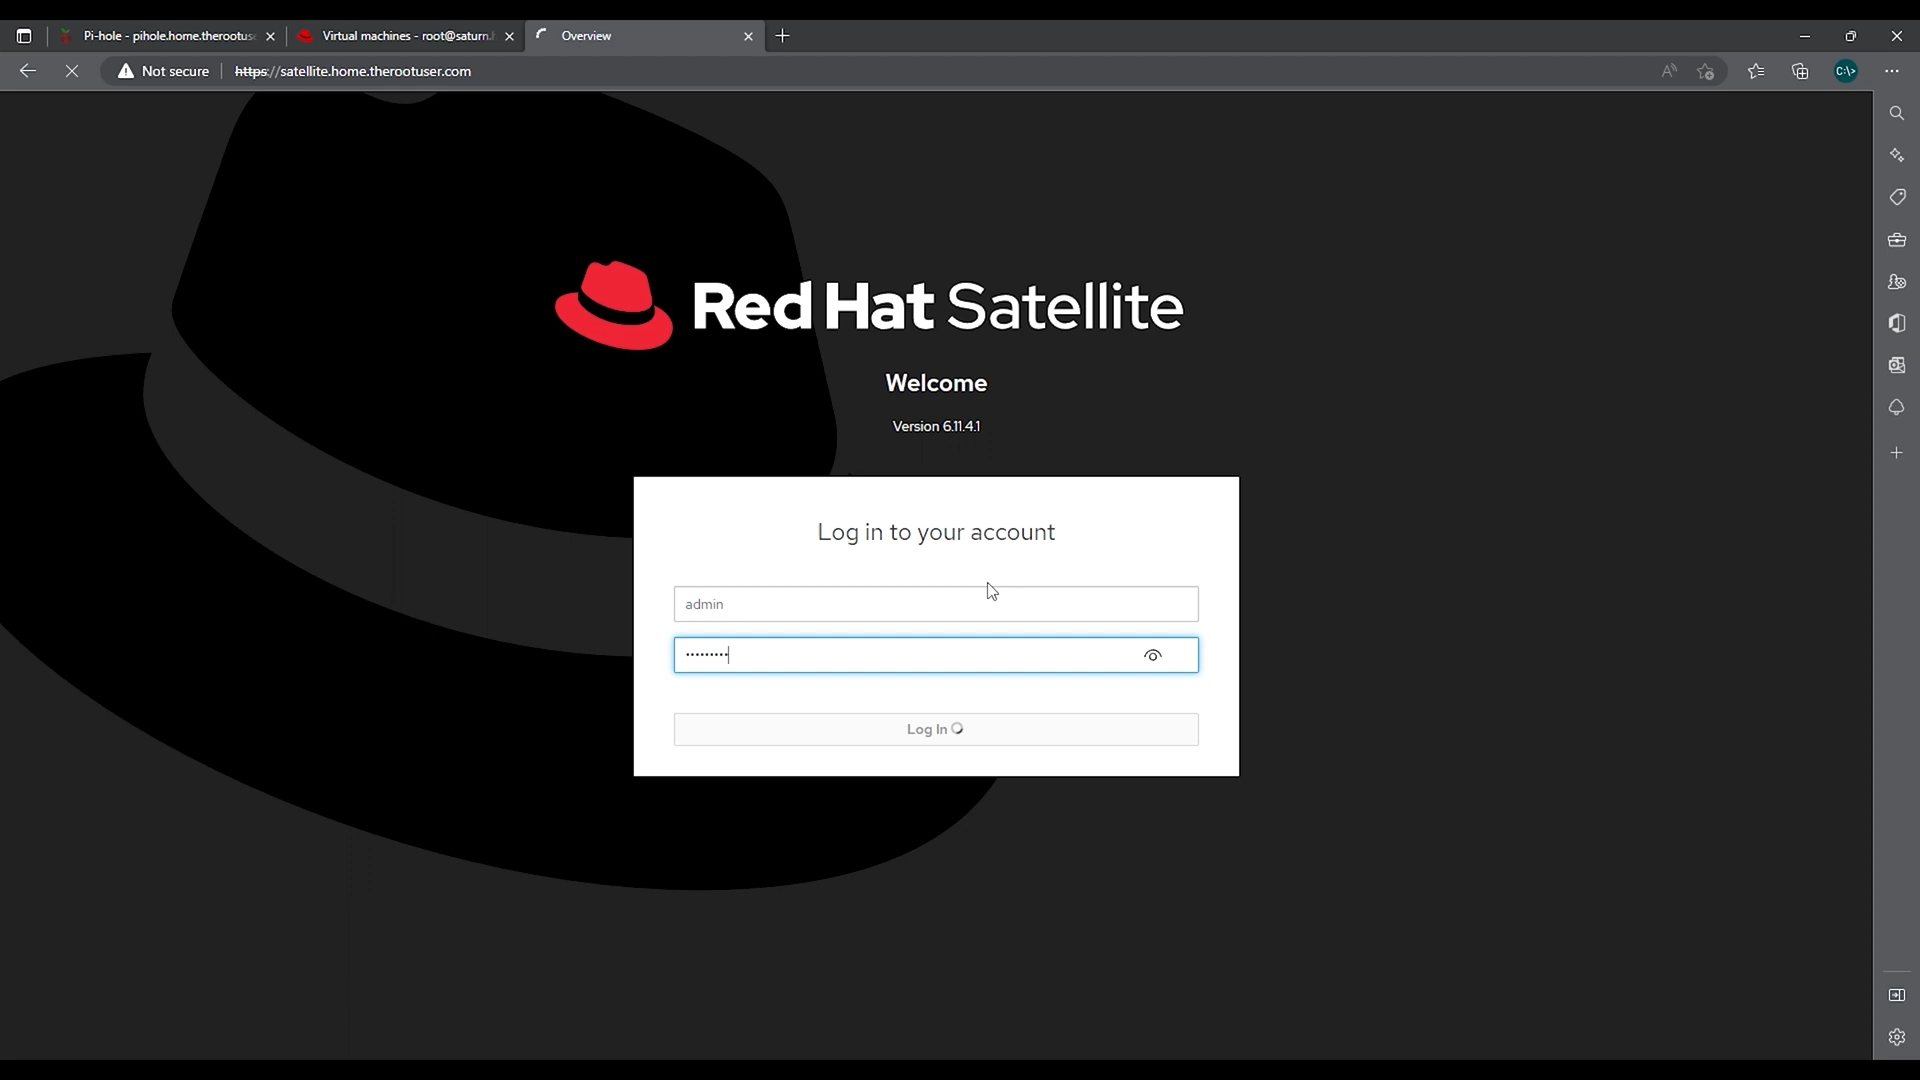 Pi-hole - pihole.home.therootuse
Virtual machines - root@saturn.h
Overview
Not secure
https://satellite.home.therootuser.com
C:\>
Red Hat Satellite
Welcome
Version 6.11.4.1
Log in to your account
admin
•••••••••
Log In